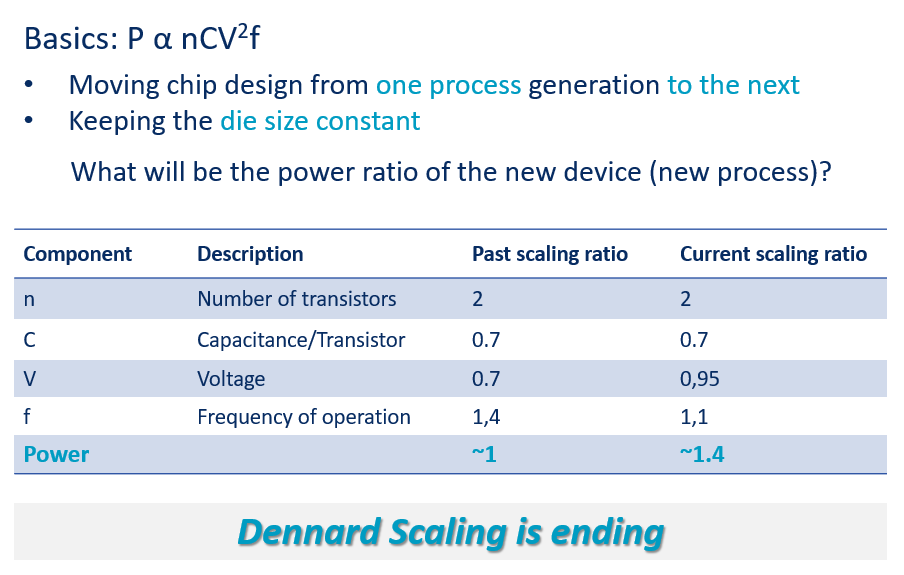 Basics: P α nCV²f
• Moving chip design from one process generation to the next
• Keeping the die size constant
What will be the power ratio of the new device (new process)?
Component Description Past scaling ratio Current scaling ratio
n Number of transistors 2 2
C Capacitance/Transistor 0.7 0.7
V Voltage 0.7 0,95
f Frequency of operation 1,4 1,1
Power ~1 ~1.4
Dennard Scaling is ending